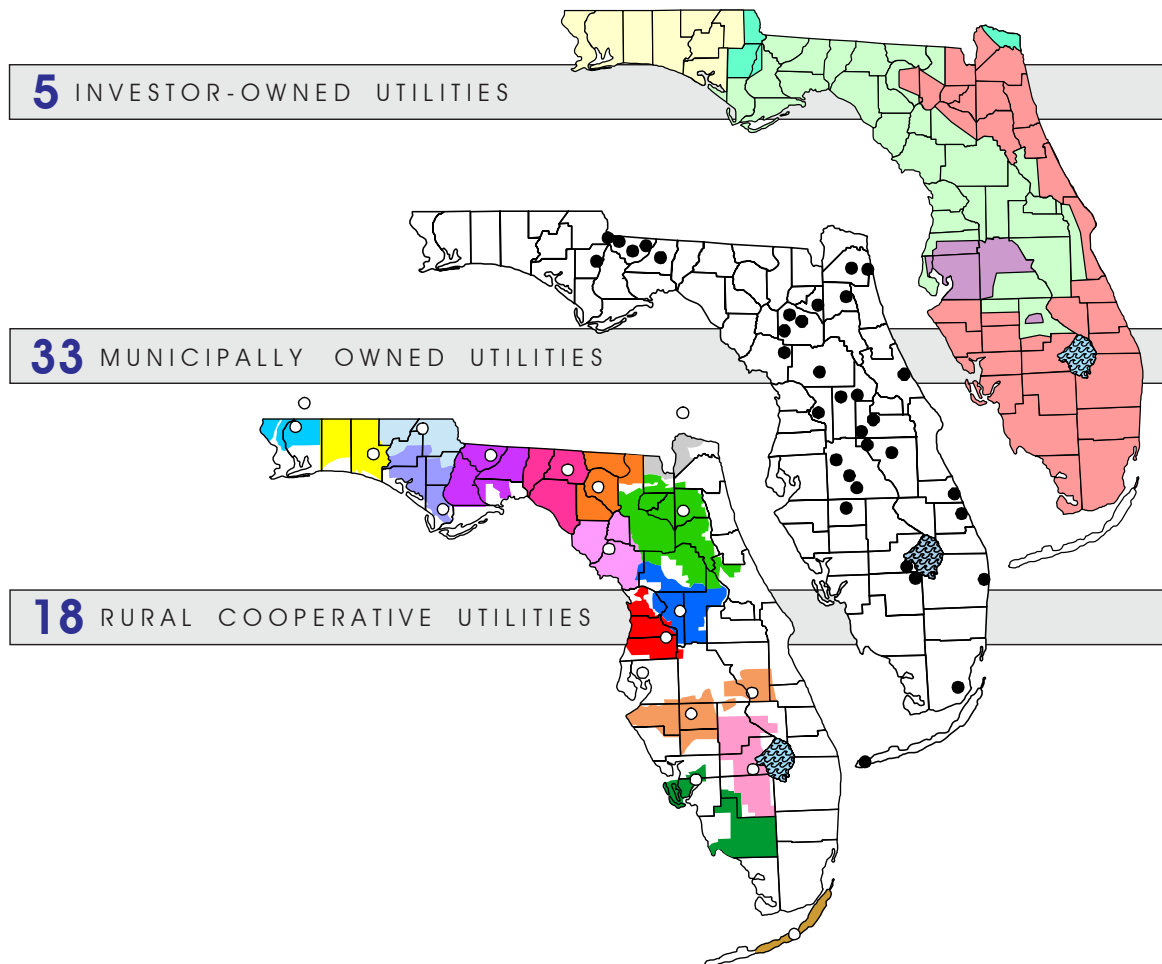 5 INVESTOR-OWNED UTILITIES
33 MUNICIPALLY OWNED UTILITIES
18 RURAL COOPERATIVE UTILITIES